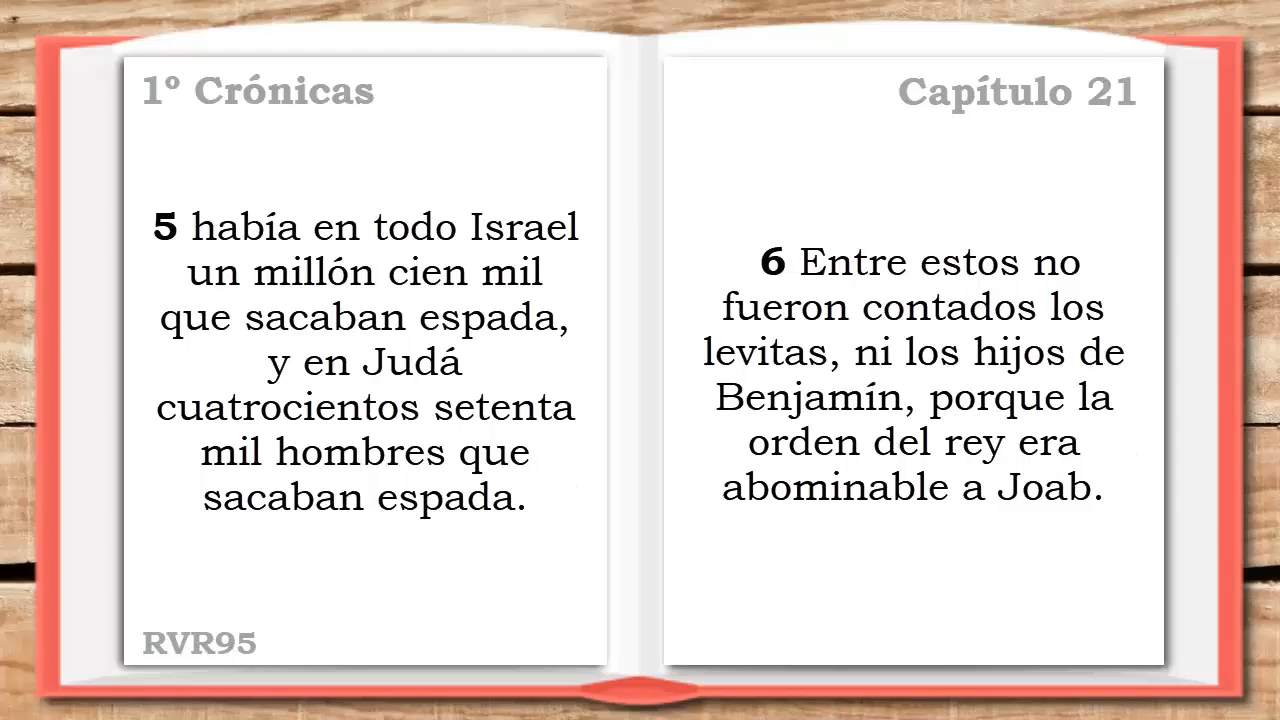 1º Crónicas
5 había en todo Israel
un millón cien mil
que sacaban espada,
y en Judá
cuatrocientos setenta
mil hombres que
sacaban espada.
RVR95
Capítulo 21
6 Entre estos no
fueron contados los
levitas, ni los hijos de
Benjamín, porque la
orden del rey era
abominable a Joab.